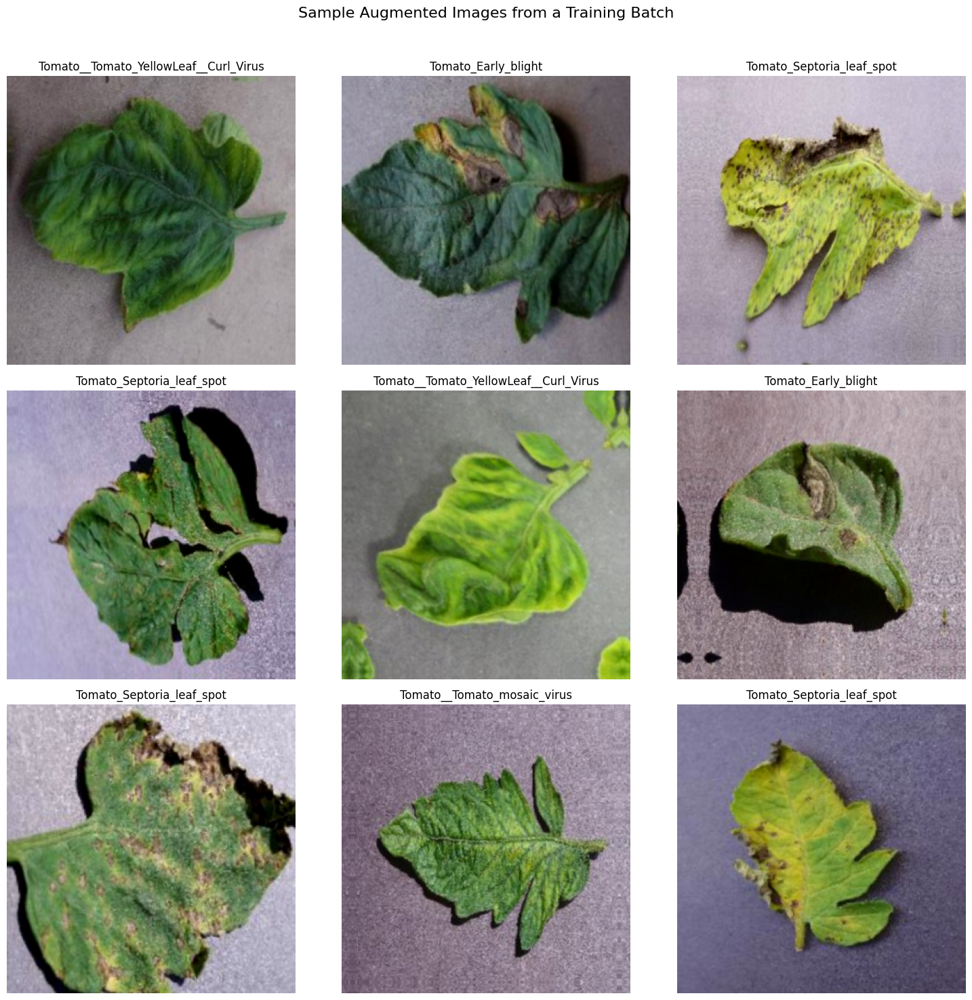 Sample Augmented Images from a Training Batch
Tomato__Tomato_YellowLeaf__Curl_Virus
Tomato_Early_blight
Tomato_Septoria_leaf_spot
Tomato_Septoria_leaf_spot
Tomato__Tomato_YellowLeaf__Curl_Virus
Tomato_Early_blight
Tomato_Septoria_leaf_spot
Tomato__Tomato_mosaic_virus
Tomato_Septoria_leaf_spot